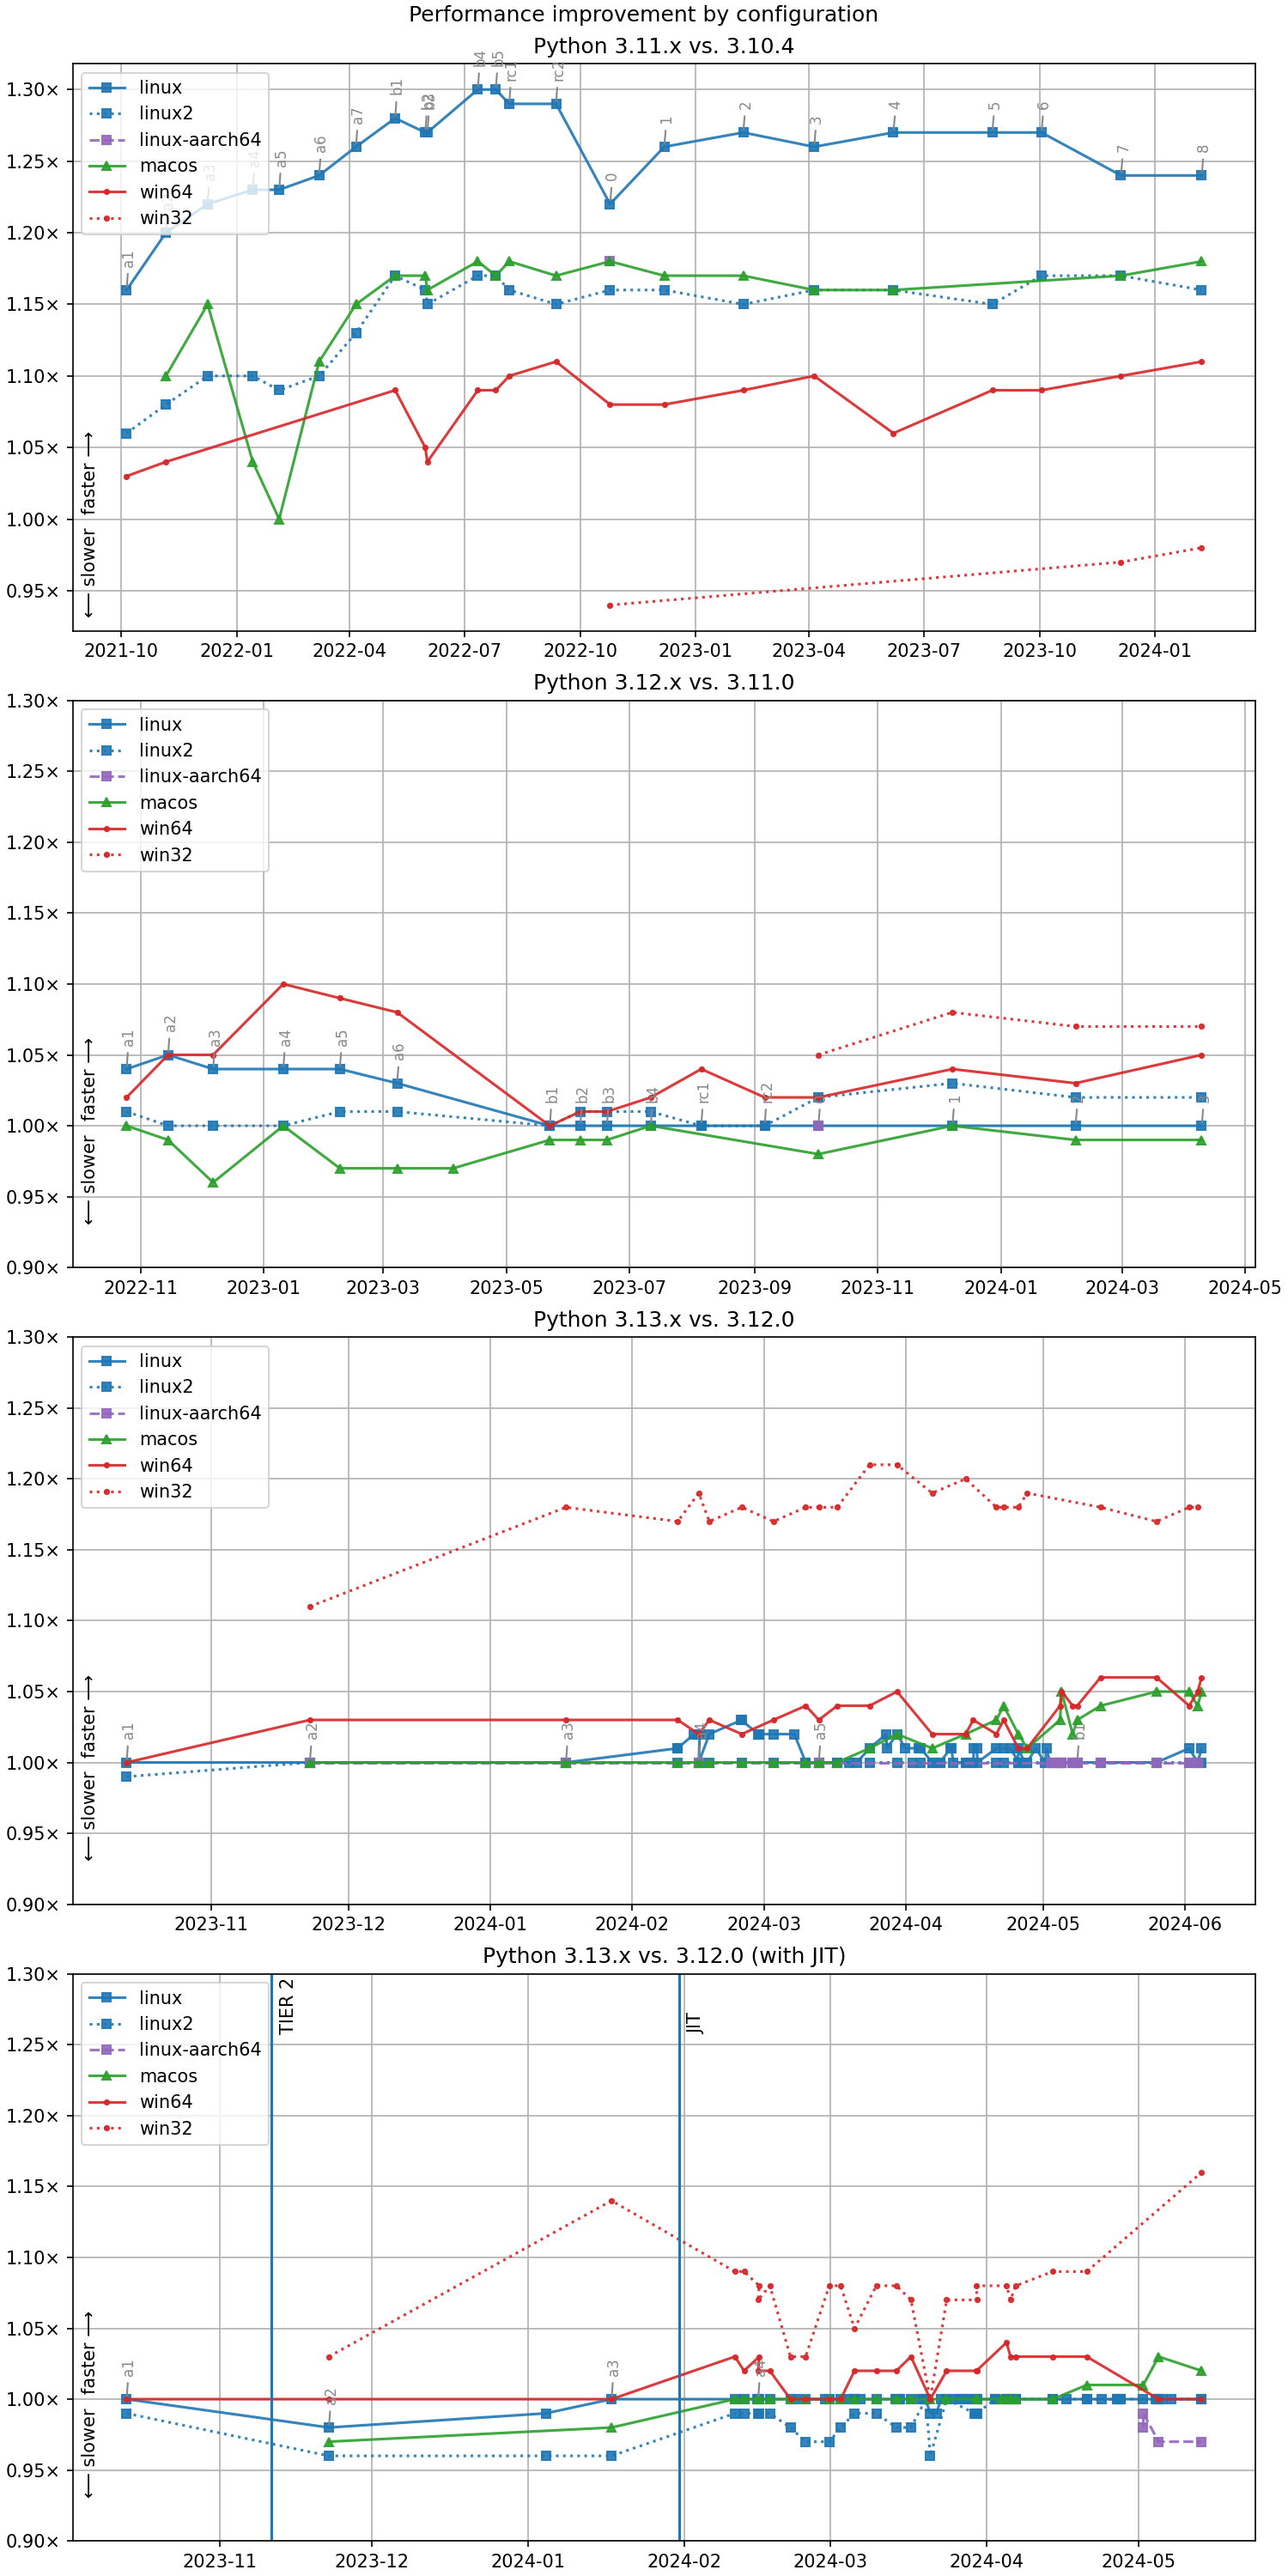 Performance improvement by configuration
Python 3.11.x vs. 3.10.4
1.30×
1.25×
1.20×
1.15×
1.10×
1.05×
1.00×
0.95×
linux
linux2
linux-aarch64
macos
win64
win32
a1
a3
a4
a5
a6
a7
b1
b4
b5
rc1
rc2
0
1
2
3
4
5
6
7
8
← slower faster →
2021-10 2022-01 2022-04 2022-07 2022-10 2023-01 2023-04 2023-07 2023-10 2024-01
Python 3.12.x vs. 3.11.0
1.30×
1.25×
1.20×
1.15×
1.10×
1.05×
1.00×
0.95×
0.90×
linux
linux2
linux-aarch64
macos
win64
win32
a1
a2
a3
a4
a5
a6
b1
b2
b3
b4
rc1
rc2
1
← slower faster →
2022-11 2023-01 2023-03 2023-05 2023-07 2023-09 2023-11 2024-01 2024-03 2024-05
Python 3.13.x vs. 3.12.0
1.30×
1.25×
1.20×
1.15×
1.10×
1.05×
1.00×
0.95×
0.90×
linux
linux2
linux-aarch64
macos
win64
win32
a1
a2
a3
a4
a5
b1
← slower faster →
2023-11 2023-12 2024-01 2024-02 2024-03 2024-04 2024-05 2024-06
Python 3.13.x vs. 3.12.0 (with JIT)
1.30×
1.25×
1.20×
1.15×
1.10×
1.05×
1.00×
0.95×
0.90×
linux
linux2
linux-aarch64
macos
win64
win32
TIER 2
JIT
a1
a2
a3
a4
← slower faster →
2023-11 2023-12 2024-01 2024-02 2024-03 2024-04 2024-05